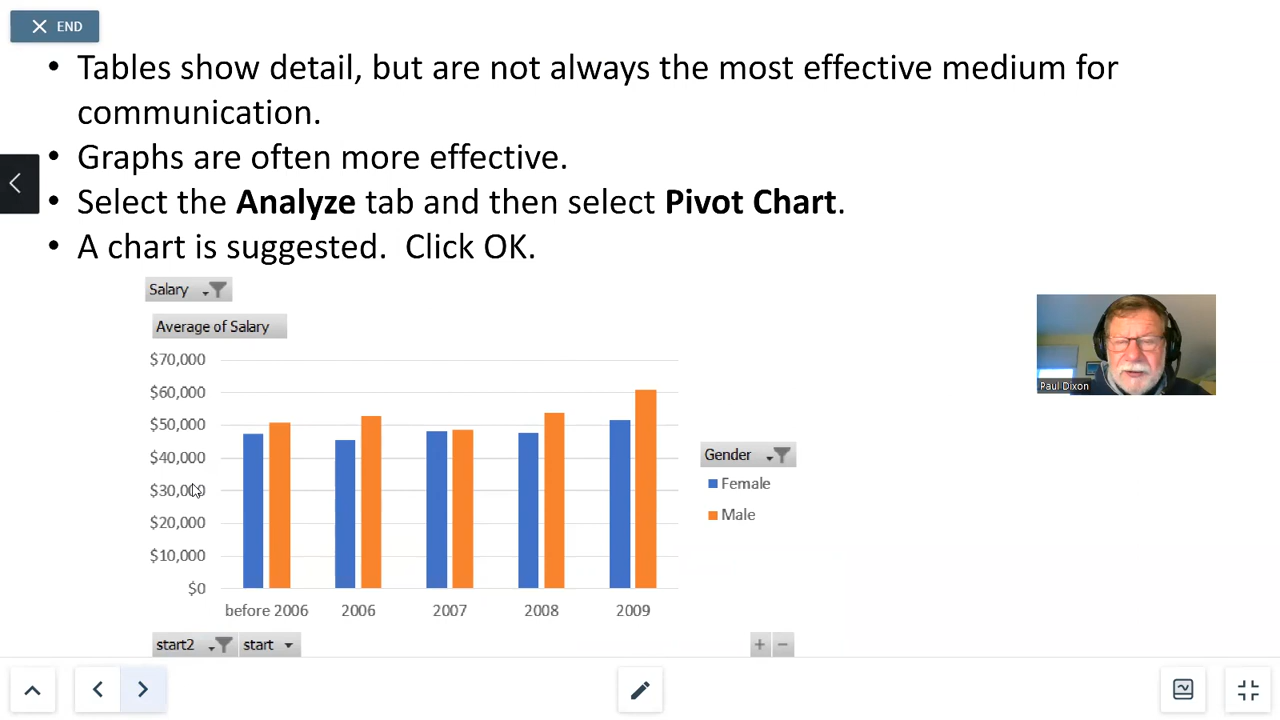 END
• Tables show detail, but are not always the most effective medium for
communication.
• Graphs are often more effective.
• Select the Analyze tab and then select Pivot Chart.
• A chart is suggested.  Click OK.
Salary
Average of Salary
$70,000
$60,000
$50,000
$40,000
$30,000
$20,000
$10,000
$0
before 2006 2006 2007 2008 2009
Gender
Female
Male
start2 start
Paul Dixon